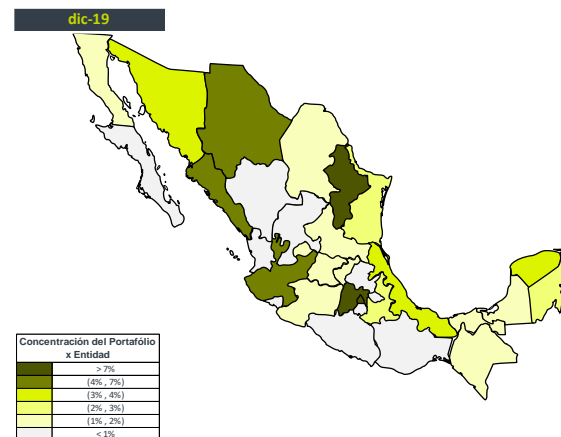 dic-19
Concentración del Portafólio
x Entidad
> 7%
(4% , 7%)
(3% , 4%)
(2% , 3%)
(1% , 2%)
< 1%